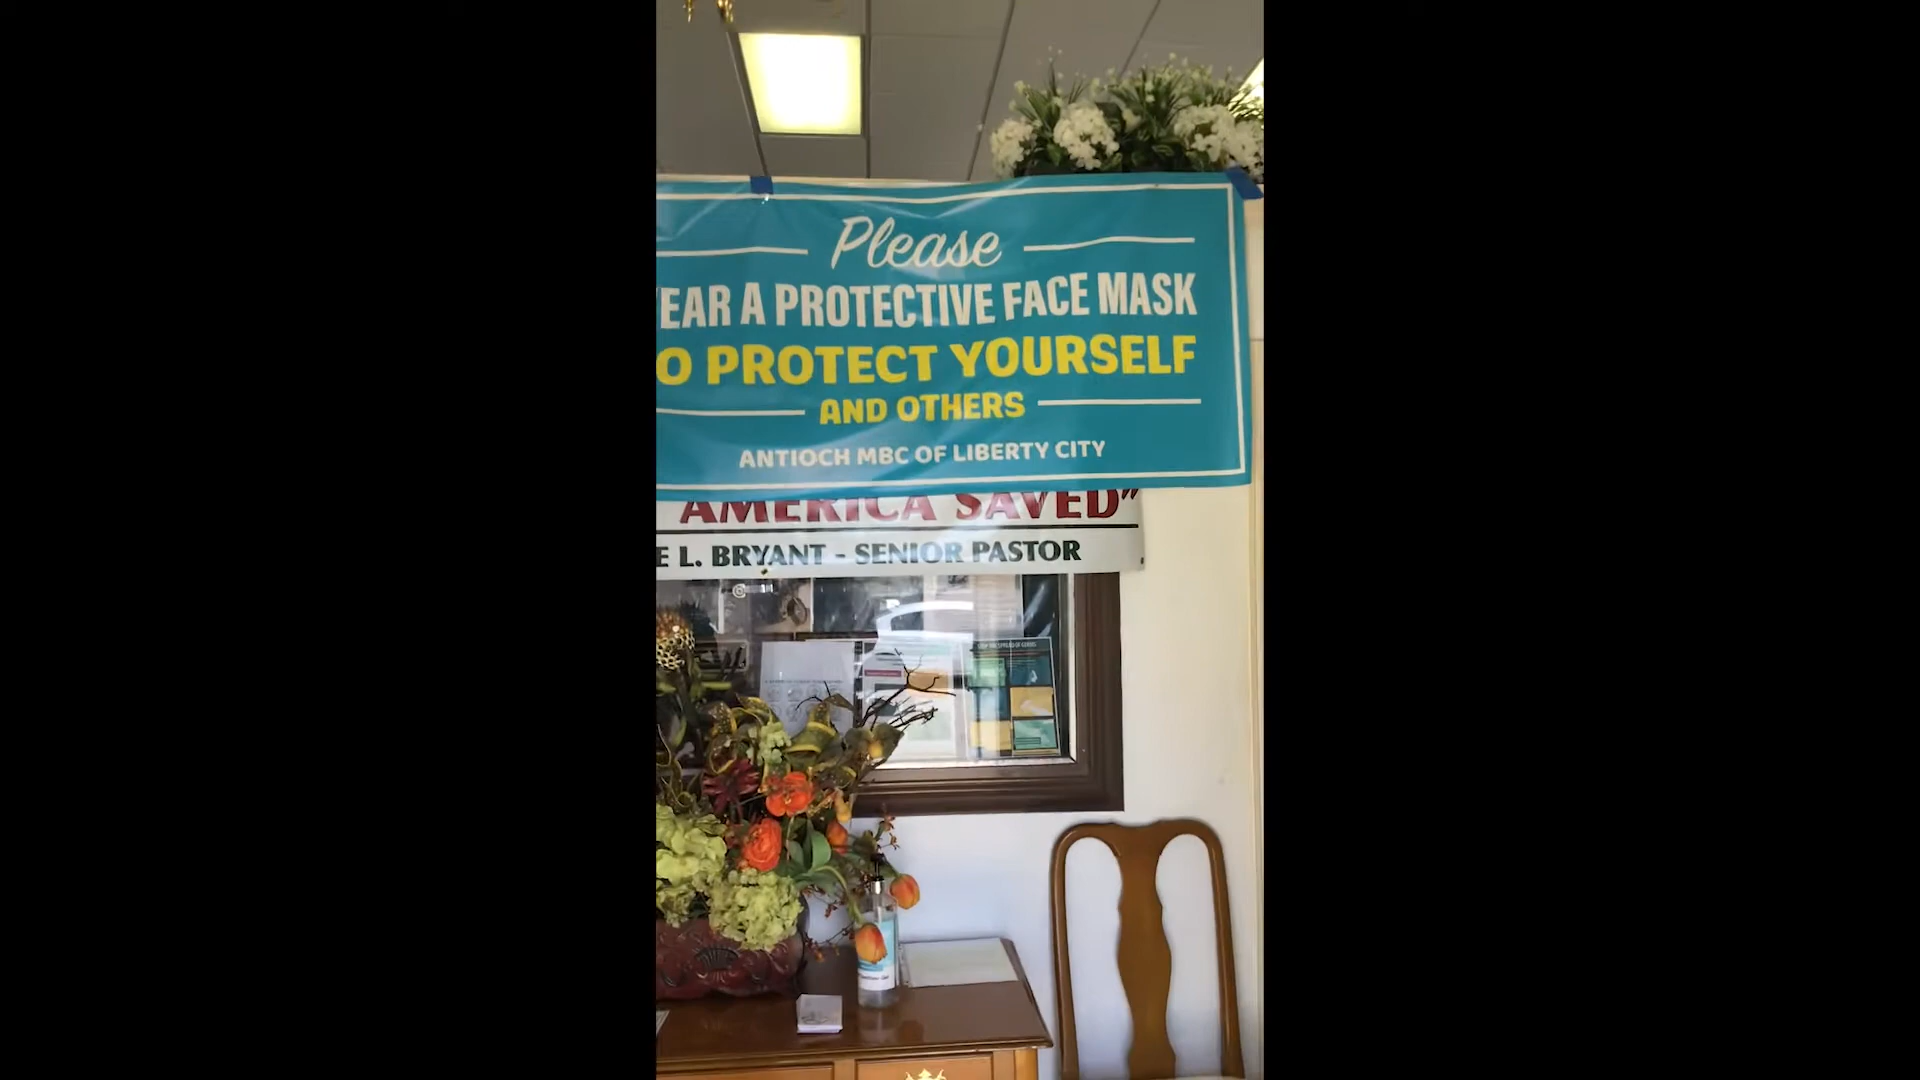 Please
EAR A PROTECTIVE FACE MASK
O PROTECT YOURSELF
AND OTHERS
ANTIOCH MBC OF LIBERTY CITY
AMERICA SAVED"
E L. BRYANT - SENIOR PASTOR